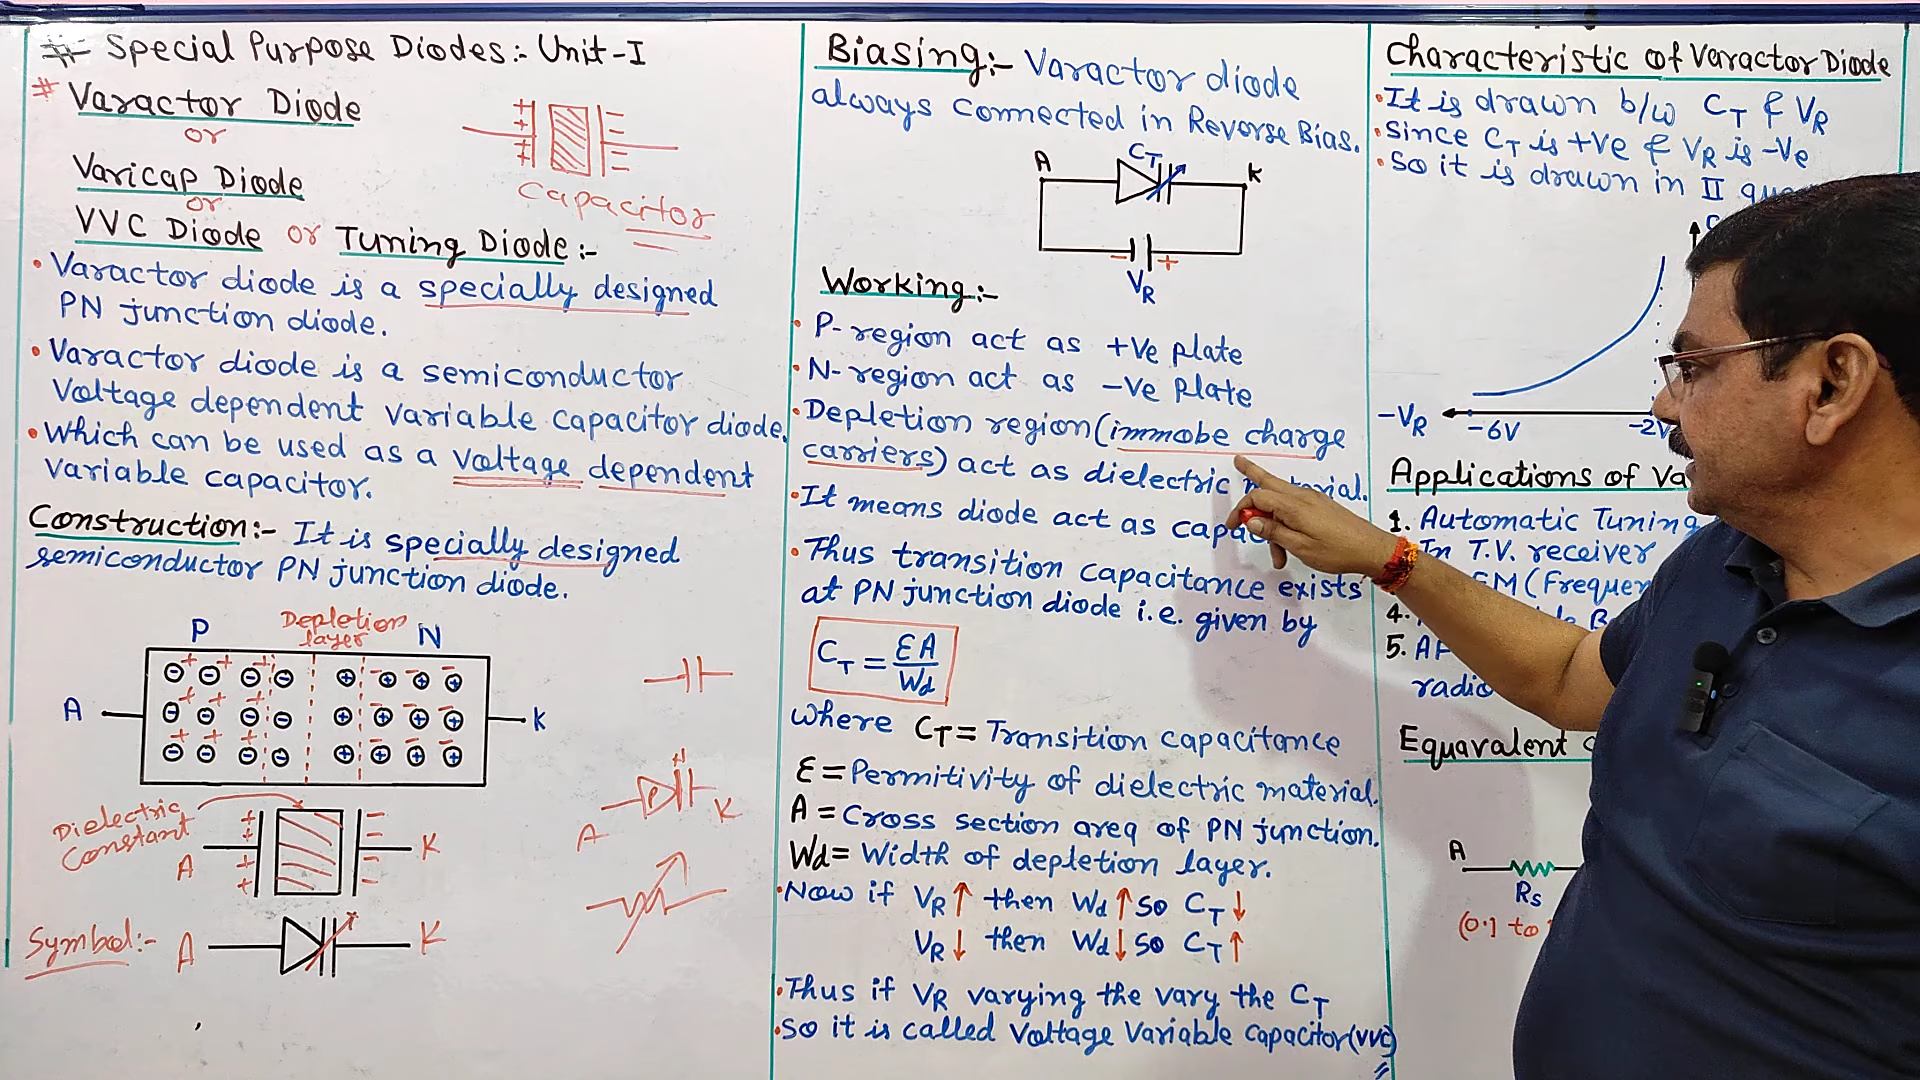 # Special Purpose Diodes:- Unit-I
* Varactor Diode
or
Varicap Diode
or
VVC Diode or Tuning Diode:-
Capacitor
• Varactor diode is a specially designed
PN junction diode.
• Varactor diode is a semiconductor
Voltage dependent variable capacitor diode.
• Which can be used as a voltage dependent
variable capacitor.
Construction:- It is specially designed
semiconductor PN junction diode.
P Depletion layer N
A K
Dielectric
Constant
A K
Symbol:- A K
A P K
Biasing:- Varactor diode
always connected in Reverse Bias.
A CT K
- +
VR
Working:-
• P-region act as +Ve plate
• N-region act as -Ve Plate
• Depletion region (immobe charge
carriers) act as dielectric
• It means diode act as
• Thus transition capacitance exists
at PN junction diode i.e. given by
CT = εA/Wd
where CT = Transition capacitance
ε = Permitivity of dielectric material.
A = Cross section area of PN junction.
Wd = Width of depletion layer.
• Now if VR↑ then Wd↑ so CT↓
VR↓ then Wd↓ so CT↑
• Thus if VR varying the vary the CT
• So it is called Voltage Variable Capacitor (VVC)
Characteristic of Varactor Diode
• It is drawn b/w CT & VR
• Since CT is +Ve & VR is -Ve
• So it is drawn in II
-VR -6V -2V
Applications of
1. Automatic Tuning
In T.V. receiver
4.
5.
radio
Equavalent
A
Rs
(0.1 to